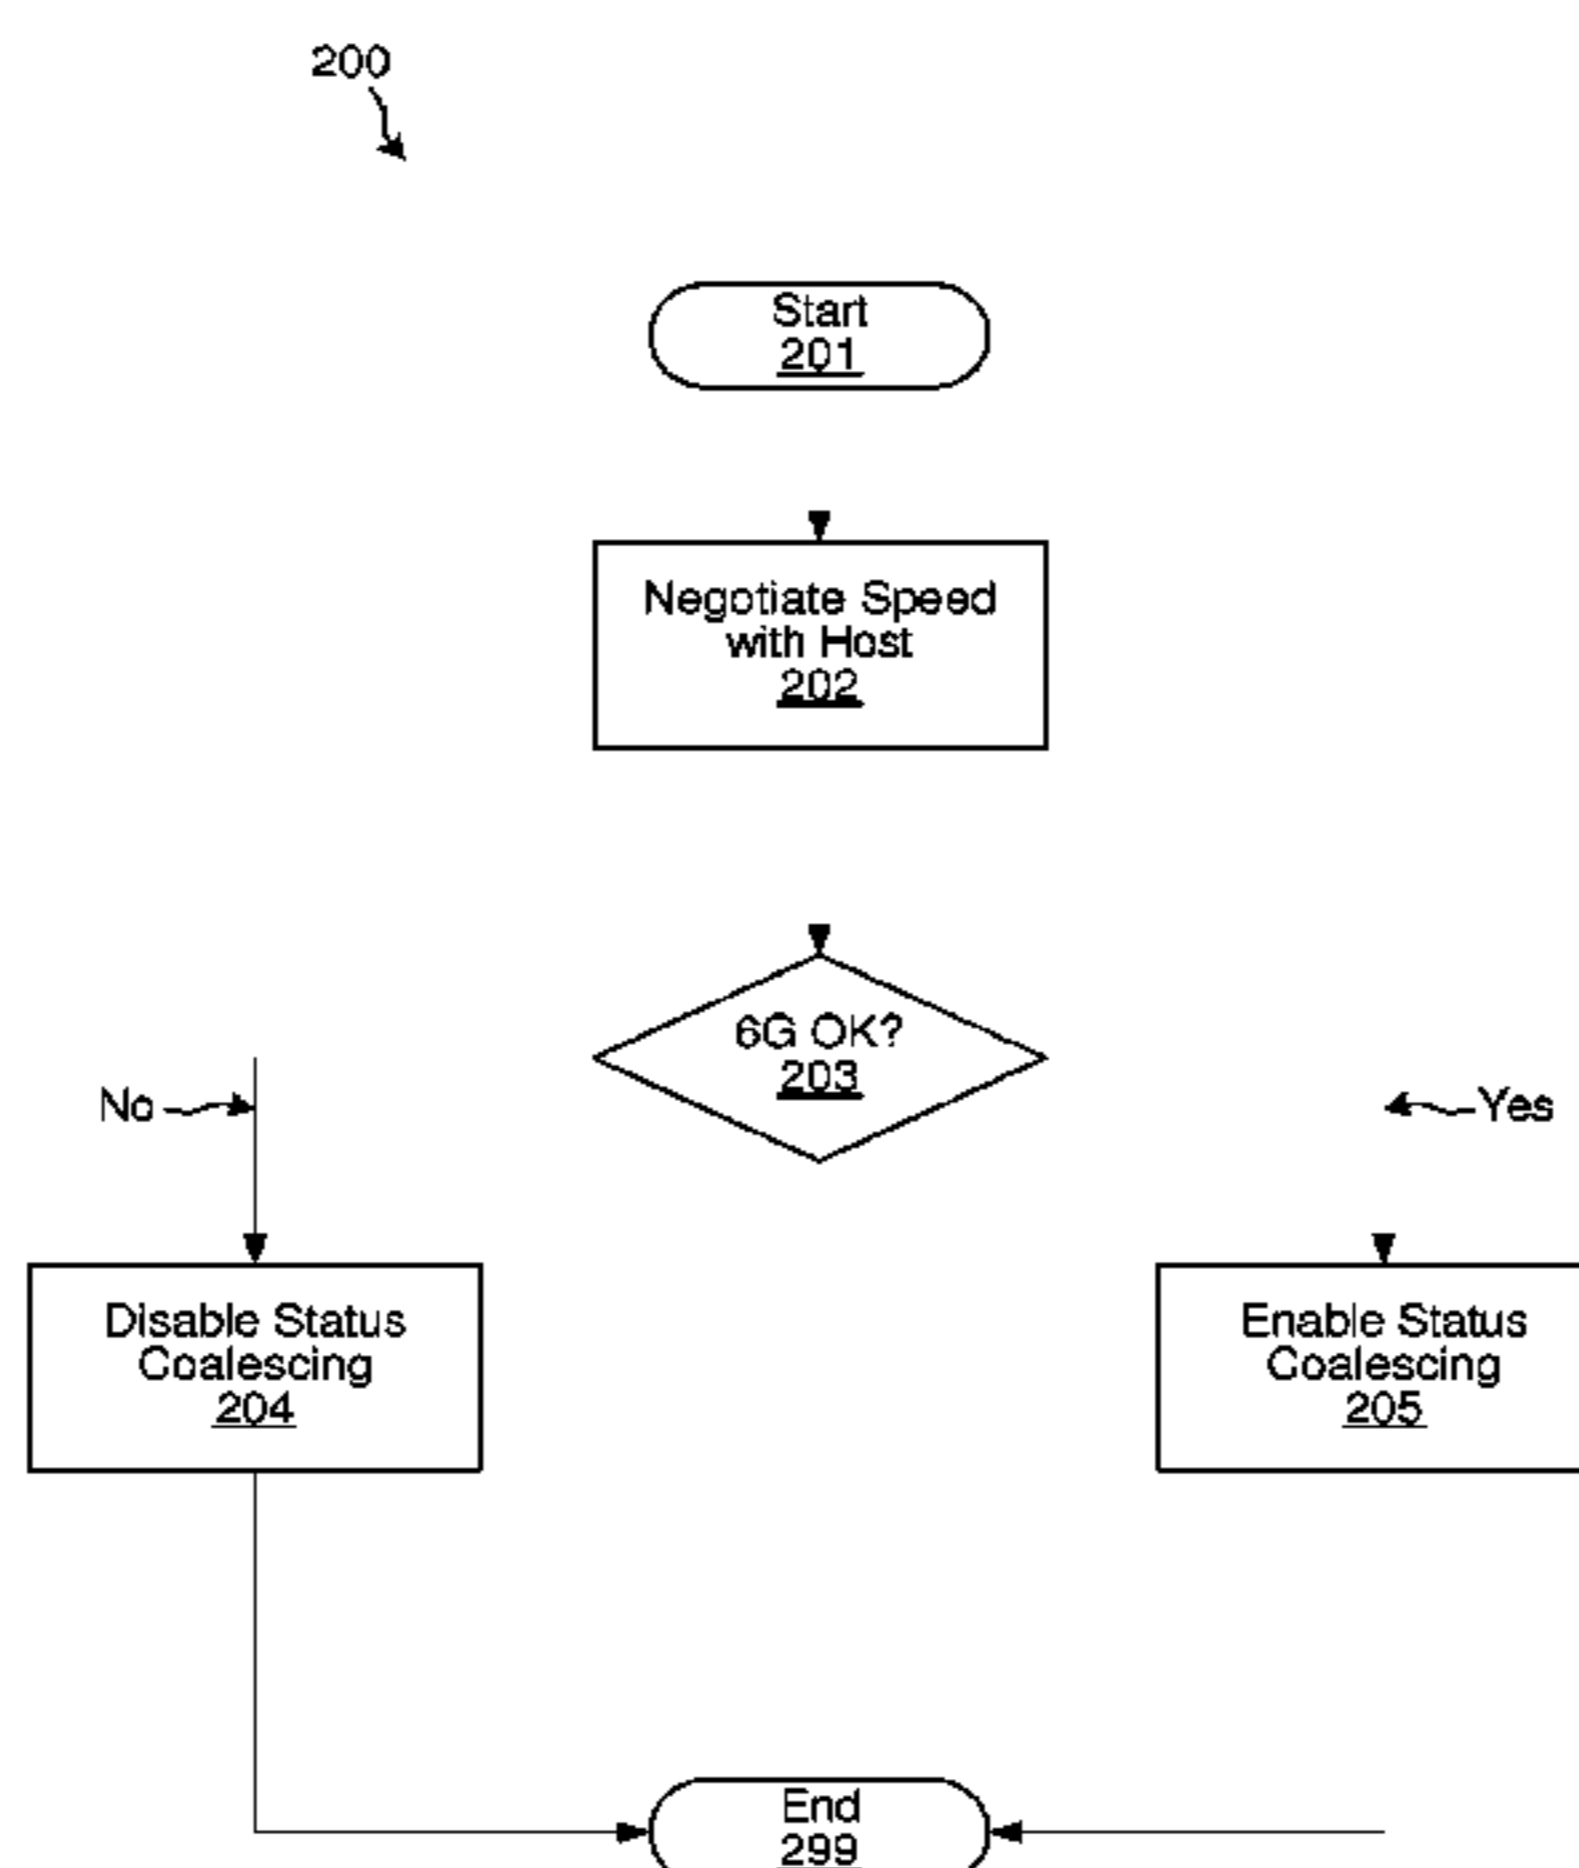 200
Start
201
Negotiate Speed
with Host
202
6G OK?
203
No
Yes
Disable Status
Coalescing
204
Enable Status
Coalescing
205
End
299